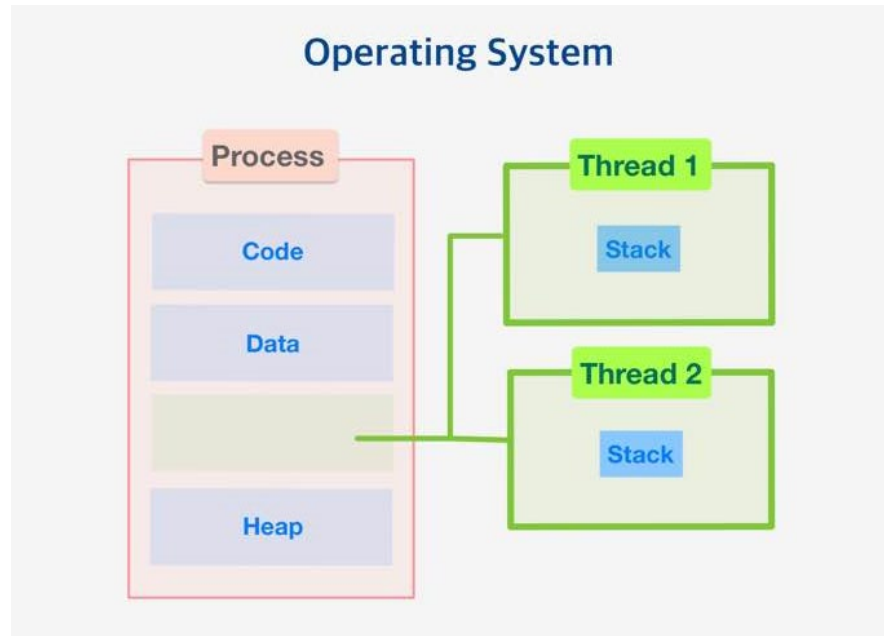 Operating System
Process
Code
Data
Heap
Thread 1
Stack
Thread 2
Stack